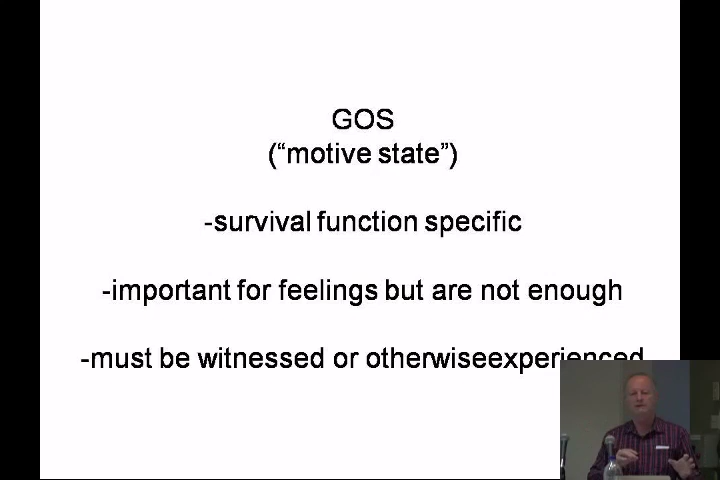 GOS
(“motive state”)
-survival function specific
-important for feelings but are not enough
-must be witnessed or otherwiseexperienced